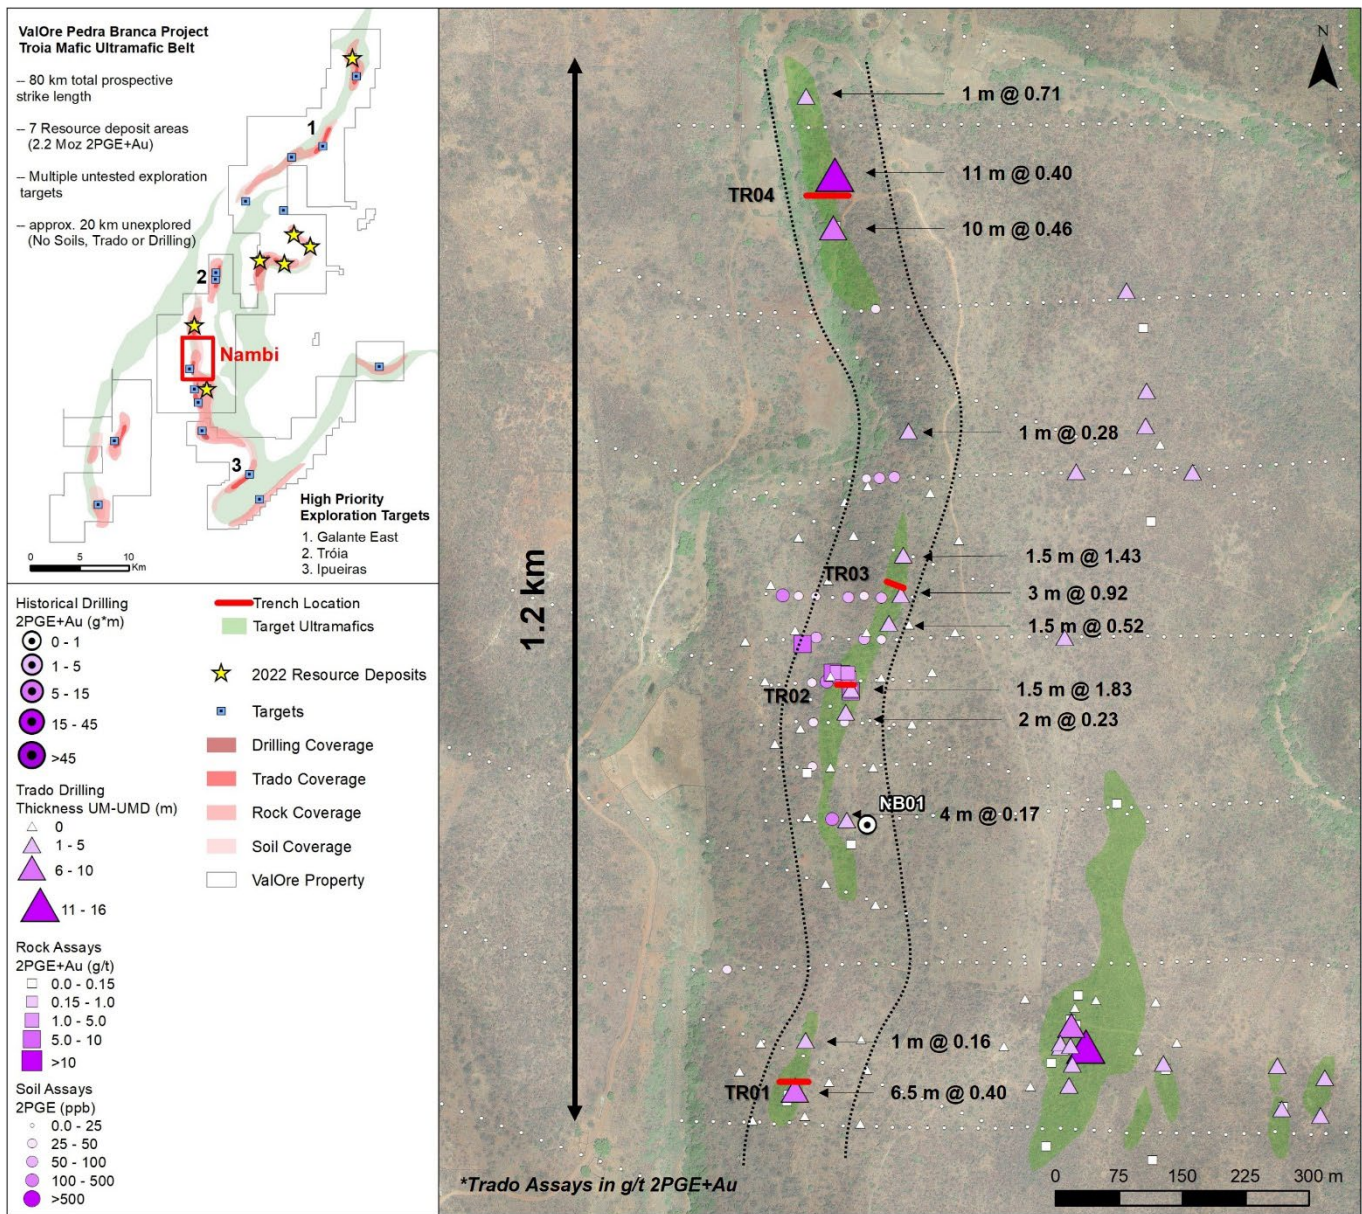 ValOre Pedra Branca Project
Troia Mafic Ultramafic Belt
-- 80 km total prospective
strike length
-- 7 Resource deposit areas
(2.2 Moz 2PGE+Au)
-- Multiple untested exploration
targets
-- approx. 20 km unexplored
(No Soils, Trado or Drilling)
1
2
Nambi
3
High Priority
Exploration Targets
1. Galante East
2. Tróia
3. Ipueiras
0 5 10
Km
Historical Drilling
2PGE+Au (g*m)
0 - 1
1 - 5
5 - 15
15 - 45
>45
Trado Drilling
Thickness UM-UMD (m)
0
1 - 5
6 - 10
11 - 16
Rock Assays
2PGE+Au (g/t)
0.0 - 0.15
0.15 - 1.0
1.0 - 5.0
5.0 - 10
>10
Soil Assays
2PGE (ppb)
0.0 - 25
25 - 50
50 - 100
100 - 500
>500
Trench Location
Target Ultramafics
2022 Resource Deposits
Targets
Drilling Coverage
Trado Coverage
Rock Coverage
Soil Coverage
ValOre Property
N
1.2 km
1 m @ 0.71
11 m @ 0.40
TR04
10 m @ 0.46
1 m @ 0.28
1.5 m @ 1.43
TR03
3 m @ 0.92
1.5 m @ 0.52
TR02
1.5 m @ 1.83
2 m @ 0.23
NB01
4 m @ 0.17
1 m @ 0.16
TR01
6.5 m @ 0.40
*Trado Assays in g/t 2PGE+Au
0 75 150 225 300 m